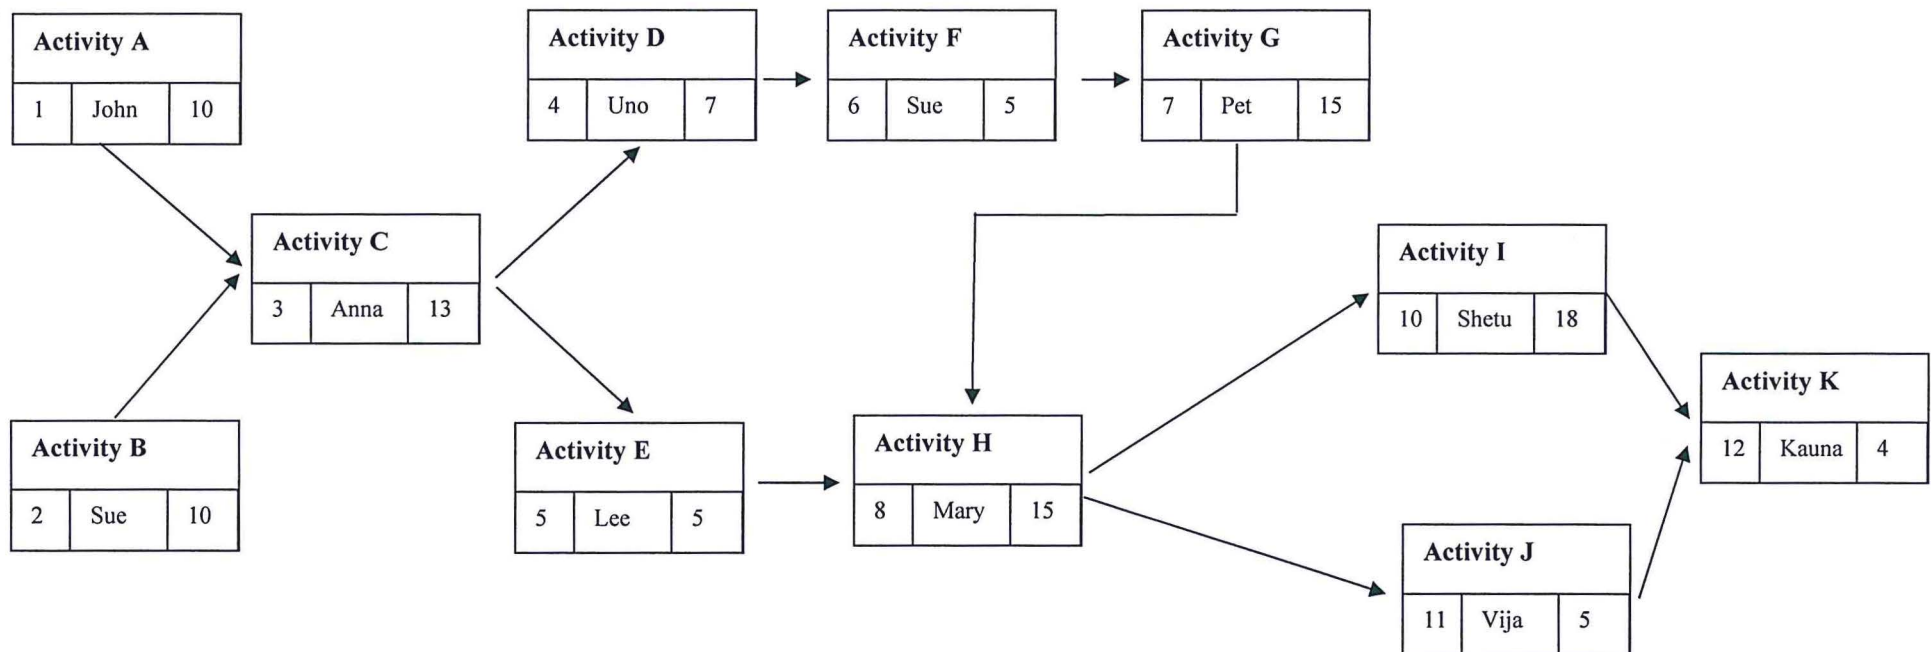 Activity A
1 John 10
Activity D
4 Uno 7
Activity F
6 Sue 5
Activity G
7 Pet 15
Activity C
3 Anna 13
Activity I
10 Shetu 18
Activity K
12 Kauna 4
Activity B
2 Sue 10
Activity E
5 Lee 5
Activity H
8 Mary 15
Activity J
11 Vija 5